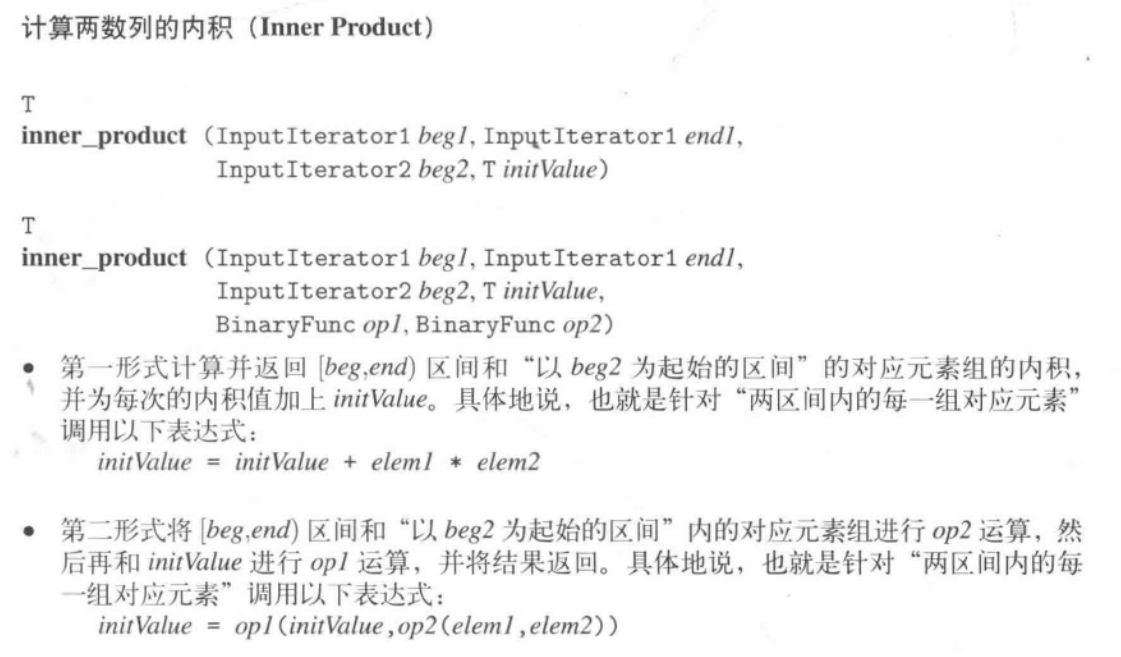 计算两数列的内积（Inner Product）
T
inner_product (InputIterator1 beg1, InputIterator1 end1,
InputIterator2 beg2, T initValue)
T
inner_product (InputIterator1 beg1, InputIterator1 end1,
InputIterator2 beg2, T initValue,
BinaryFunc op1, BinaryFunc op2)
• 第一形式计算并返回 [beg,end) 区间和“以 beg2 为起始的区间”的对应元素组的内积，
并为每次的内积值加上 initValue。具体地说，也就是针对“两区间内的每一组对应元素”
调用以下表达式：
initValue = initValue + elem1 * elem2
• 第二形式将 [beg,end) 区间和“以 beg2 为起始的区间”内的对应元素组进行 op2 运算，然
后再和 initValue 进行 op1 运算，并将结果返回。具体地说，也就是针对“两区间内的每
一组对应元素”调用以下表达式：
initValue = op1(initValue,op2(elem1,elem2))